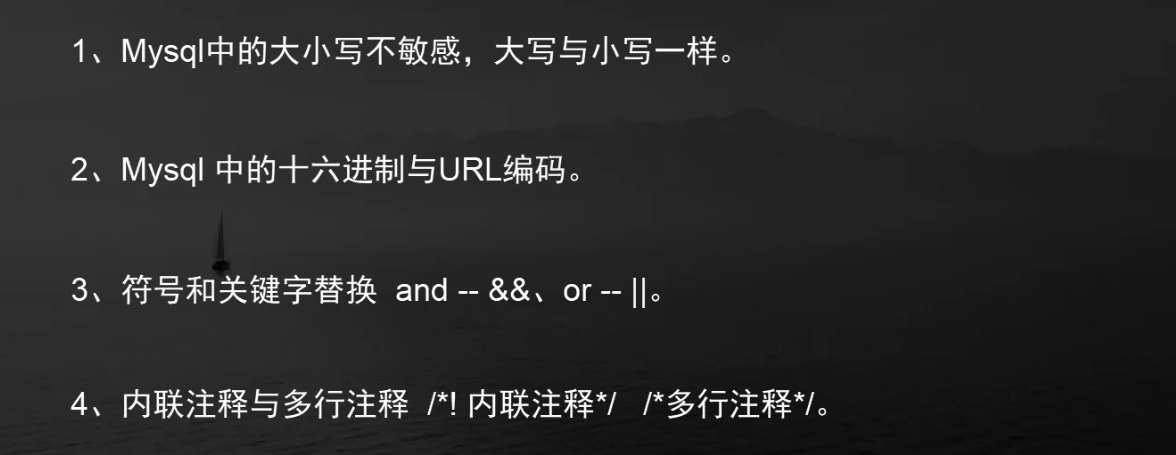 1、Mysql中的大小写不敏感，大写与小写一样。
2、Mysql 中的十六进制与URL编码。
3、符号和关键字替换  and -- &&、or -- ||。
4、内联注释与多行注释  /*! 内联注释*/   /*多行注释*/。